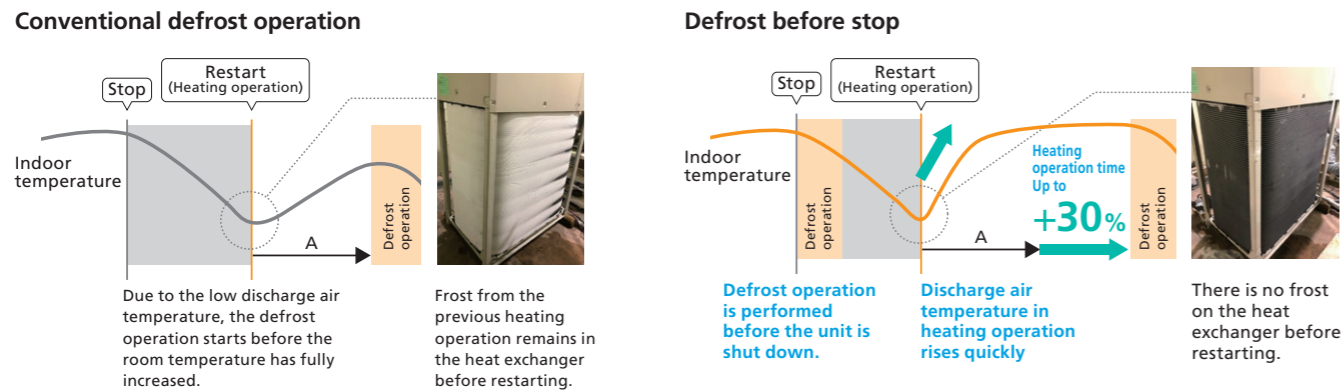 Conventional defrost operation
Stop
Restart
(Heating operation)
Indoor
temperature
A
Defrost
operation
Due to the low discharge air
temperature, the defrost
operation starts before the
room temperature has fully
increased.
Frost from the
previous heating
operation remains in
the heat exchanger
before restarting.
Defrost before stop
Stop
Restart
(Heating operation)
Indoor
temperature
Defrost
operation
A
Heating
operation time
Up to
+30%
Defrost
operation
Defrost operation
is performed
before the unit is
shut down.
Discharge air
temperature in
heating operation
rises quickly
There is no frost
on the heat
exchanger before
restarting.